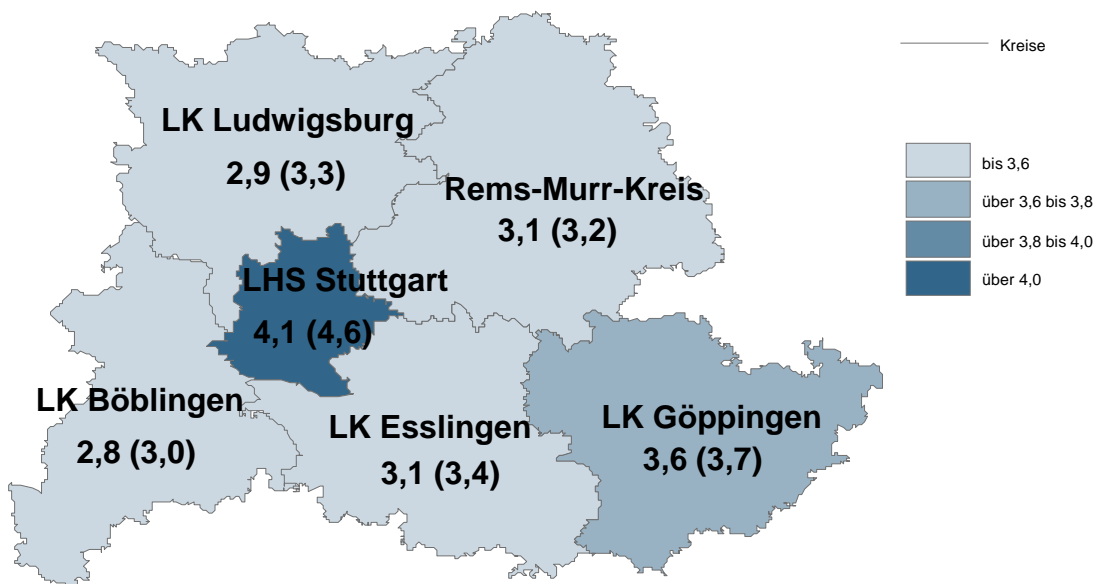 Kreise
LK Ludwigsburg
2,9 (3,3)
Rems-Murr-Kreis
3,1 (3,2)
LHS Stuttgart
4,1 (4,6)
LK Böblingen
2,8 (3,0)
LK Esslingen
3,1 (3,4)
LK Göppingen
3,6 (3,7)
bis 3,6
über 3,6 bis 3,8
über 3,8 bis 4,0
über 4,0